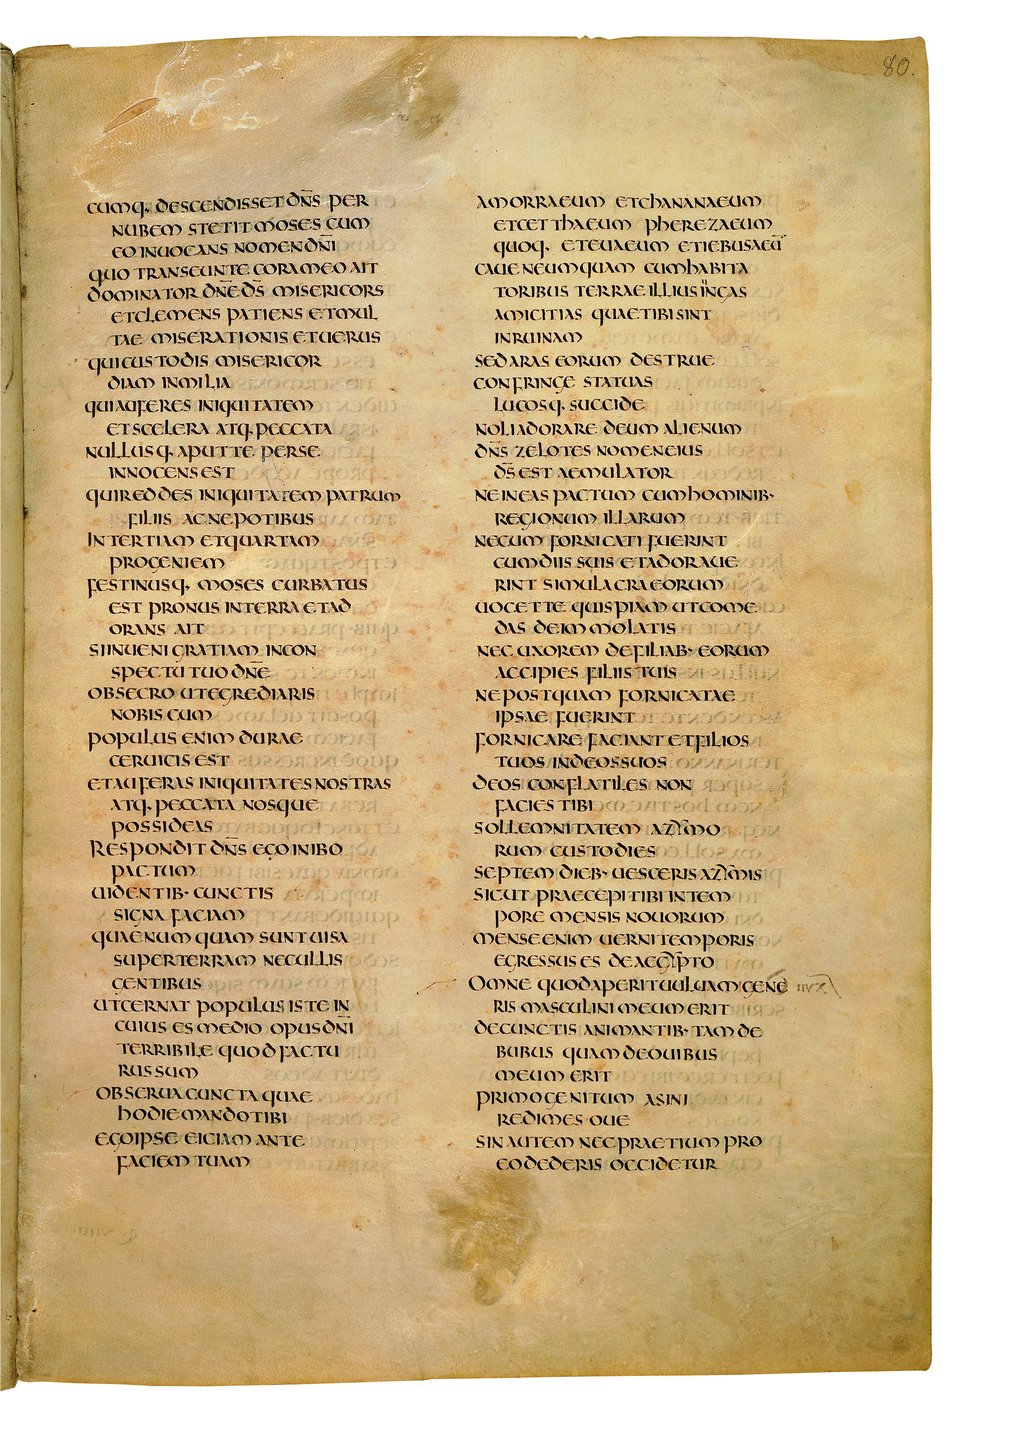 80.
CUMQ· DESCENDISSET DN̅S PER
NUBEM STETIT MOSES CUM
EO INUOCANS NOMEN DN̅I
QUO TRANSEUNTE CORAM EO AIT
DOMINATOR DN̅E DS̅ MISERICORS
ET CLEMENS PATIENS ET MUL
TAE MISERATIONIS ET UERUS
QUI CUSTODIS MISERICOR
DIAM IN MILIA
QUI AUFERES INIQUITATEM
ET SCELERA ATQ· PECCATA
NULLUSQ· APUT TE PER SE
INNOCENS EST
QUI REDDES INIQUITATEM PATRUM
FILIIS AC NEPOTIBUS
IN TERTIAM ET QUARTAM
PROGENIEM
FESTINUSQ· MOSES CURBATUS
EST PRONUS IN TERRA ET AD
ORANS AIT
SI INUENI GRATIAM IN CON
SPECTU TUO DN̅E
OBSECRO UT EGREDIARIS
NOBISCUM
POPULUS ENIM DURAE
CERUICIS EST
ET AUFERAS INIQUITATES NOSTRAS
ATQ· PECCATA NOSQUE
POSSIDEAS
RESPONDIT DN̅S EGO INIBO
PACTUM
UIDENTIB· CUNCTIS
SIGNA FACIAM
QUAE NUMQUAM SUNT UISA
SUPER TERRAM NEC ULLIS
GENTIBUS
UT CERNAT POPULUS ISTE IN
CUIUS ES MEDIO OPUS DN̅I
TERRIBILE QUOD FACTU
RUS SUM
OBSERUA CUNCTA QUAE
HODIE MANDO TIBI
EGO IPSE EICIAM ANTE
FACIEM TUAM
AMORRAEUM ET CHANANAEUM
ET CETTHAEUM PHEREZAEUM
QUOQ· ET EUAEUM ET IEBUSAEU̅
CAUE NE UMQUAM CUM HABITA
TORIBUS TERRAE ILLIUS IUNGAS
AMICITIAS QUAE TIBI SINT
IN RUINAM
SED ARAS EORUM DESTRUE
CONFRINGE STATUAS
LUCOSQ· SUCCIDE
NOLI ADORARE DEUM ALIENUM
DN̅S ZELOTES NOMEN EIUS
DS̅ EST AEMULATOR
NE INEAS PACTUM CUM HOMINIB·
REGIONUM ILLARUM
NE CUM FORNICATI FUERINT
CUM DIIS SUIS ET ADORAUE
RINT SIMULACRA EORUM
UOCET TE QUISPIAM UT COME
DAS DE IMMOLATIS
NEC UXOREM DE FILIAB· EORUM
ACCIPIES FILIIS TUIS
NE POSTQUAM FORNICATAE
IPSAE FUERINT
FORNICARE FACIANT ET FILIOS
TUOS IN DEOS SUOS
DEOS CONFLATILES NON
FACIES TIBI
SOLLEMNITATEM AZYMO
RUM CUSTODIES
SEPTEM DIEB· UESCERIS AZYMIS
SICUT PRAECEPI TIBI IN TEM
PORE MENSIS NOUORUM
MENSE ENIM UERNI TEMPORIS
EGRESSUS ES DE AEGYPTO
OMNE QUOD APERIT UULUAM GENE
RIS MASCULINI MEUM ERIT
DE CUNCTIS ANIMANTIB· TAM DE
BUBUS QUAM DE OUIBUS
MEUM ERIT
PRIMOGENITUM ASINI
REDIMES OUE
SIN AUTEM NEC PRAETIUM PRO
EO DEDERIS OCCIDETUR